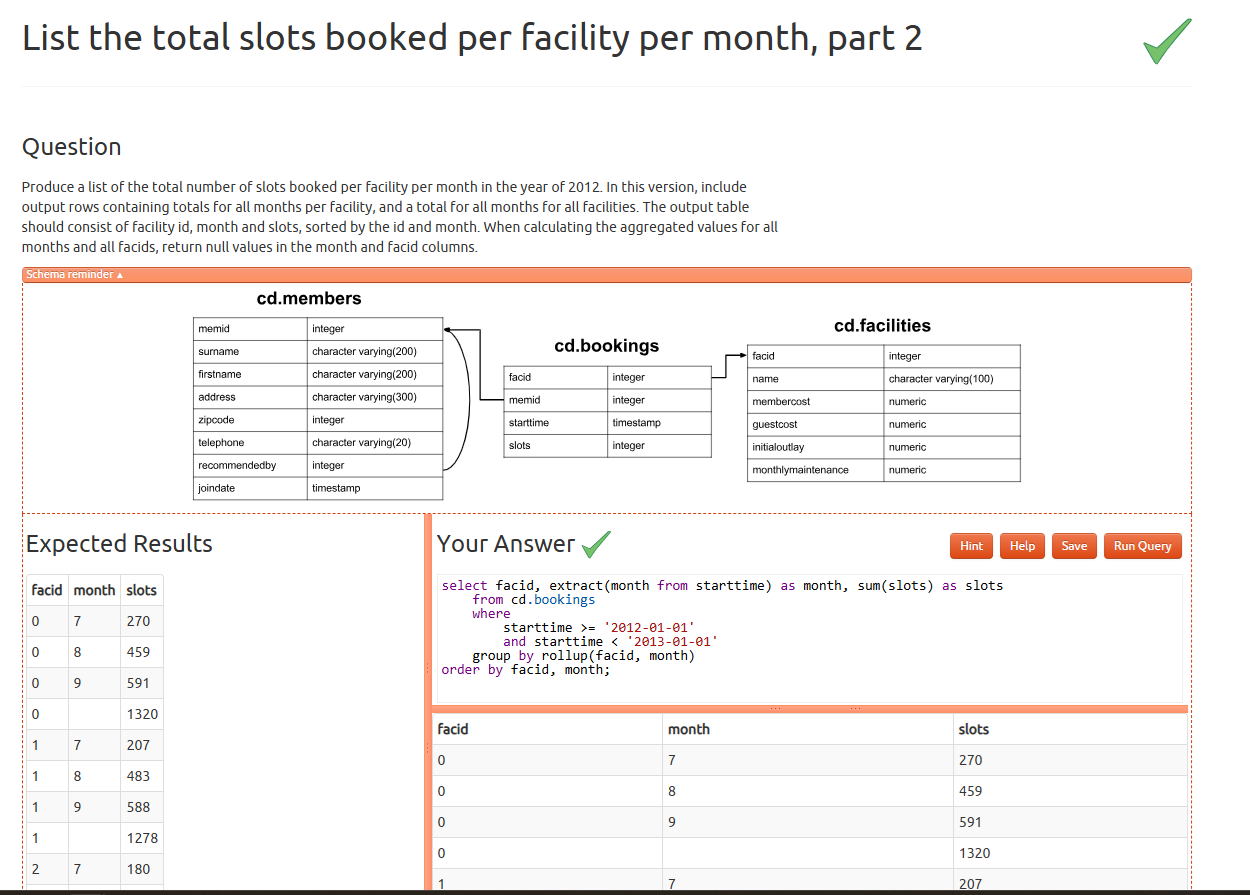 List the total slots booked per facility per month, part 2
Question
Produce a list of the total number of slots booked per facility per month in the year of 2012. In this version, include
output rows containing totals for all months per facility, and a total for all months for all facilities. The output table
should consist of facility id, month and slots, sorted by the id and month. When calculating the aggregated values for all
months and all facids, return null values in the month and facid columns.
Schema reminder ▲
cd.members
memid integer
surname character varying(200)
firstname character varying(200)
address character varying(300)
zipcode integer
telephone character varying(20)
recommendedby integer
joindate timestamp
cd.bookings
facid integer
memid integer
starttime timestamp
slots integer
cd.facilities
facid integer
name character varying(100)
membercost numeric
guestcost numeric
initialoutlay numeric
monthlymaintenance numeric
Expected Results
facid month slots
0 7 270
0 8 459
0 9 591
0 1320
1 7 207
1 8 483
1 9 588
1 1278
2 7 180
Your Answer
Hint Help Save Run Query
select facid, extract(month from starttime) as month, sum(slots) as slots
from cd.bookings
where
starttime >= '2012-01-01'
and starttime < '2013-01-01'
group by rollup(facid, month)
order by facid, month;
facid month slots
0 7 270
0 8 459
0 9 591
0 1320
1 7 207